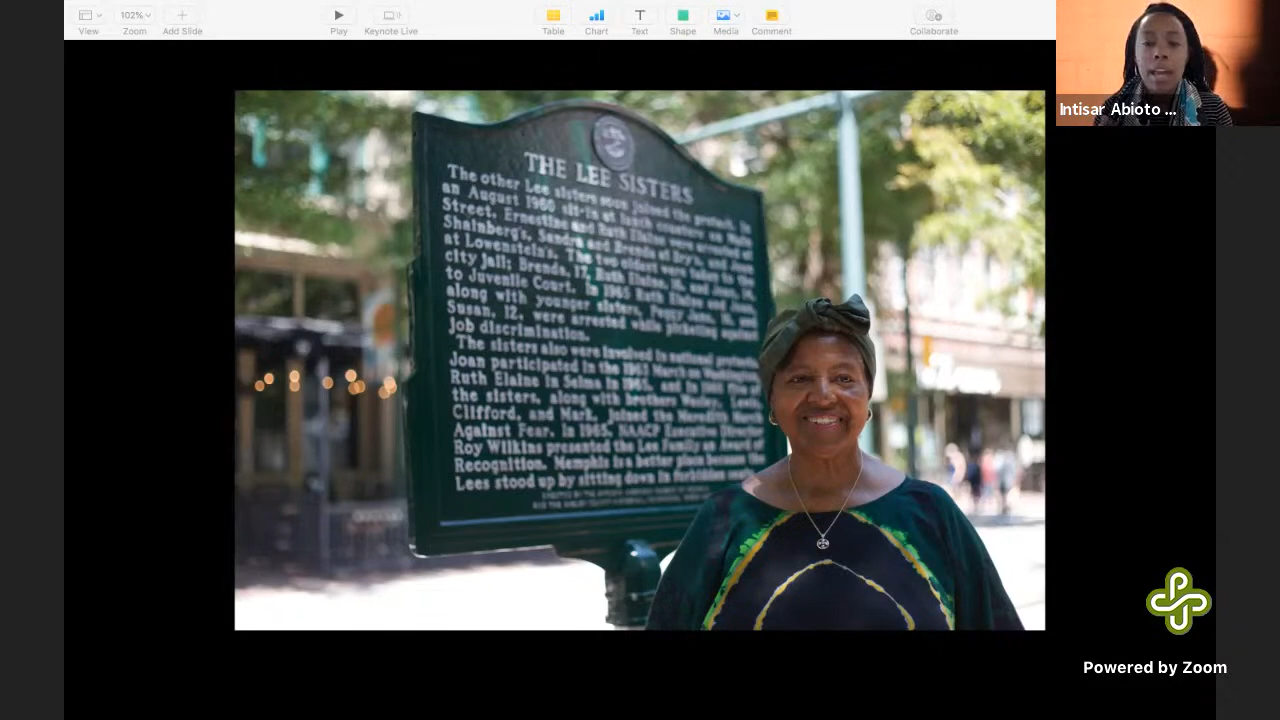 View
102%
Zoom
Add Slide
Play
Keynote Live
Table
Chart
Text
Shape
Media
Comment
Collaborate
Intisar Abioto ...
THE LEE SISTERS
The other Lee sisters soon joined the protest. In
an August 1960 sit-in at lunch counters on Main
Street, Ernestine and Ruth Elaine were arrested at
Shainberg's, Sandra and Brenda at Bry's, and Joan
at Lowenstein's. The two oldest were taken to the
city jail; Brenda, 17, Ruth Elaine, 16, and Joan, 14,
to Juvenile Court. In 1965 Ruth Elaine and Joan,
along with younger sisters, Peggy Jane, and
Susan, 12, were arrested while picketing against
job discrimination.
The sisters also were involved in national protests.
Joan participated in the 1963 March on Washington,
Ruth Elaine in Selma in 1965, and in 1966 five of
the sisters, along with brothers Wesley, Lewis,
Clifford, and Mark, joined the Meredith March
Against Fear. In 1965, NAACP Executive Director
Roy Wilkins presented the Lee Family an Award of
Recognition. Memphis is a better place because the
Lees stood up by sitting down in forbidden seats.
Powered by Zoom